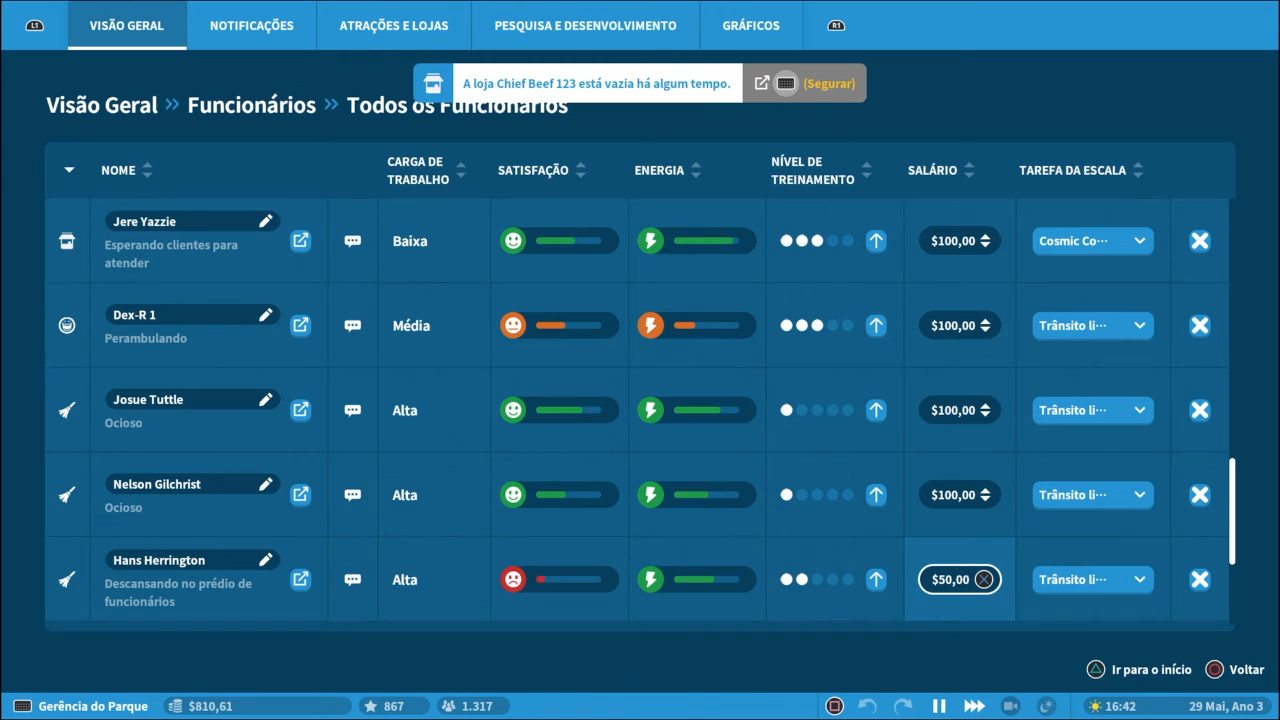 L1
VISÃO GERAL
NOTIFICAÇÕES
ATRAÇÕES E LOJAS
PESQUISA E DESENVOLVIMENTO
GRÁFICOS
R1
A loja Chief Beef 123 está vazia há algum tempo.
(Segurar)
Visão Geral » Funcionários » Todos os Funcionários
NOME
CARGA DE
TRABALHO
SATISFAÇÃO
ENERGIA
NÍVEL DE
TREINAMENTO
SALÁRIO
TAREFA DA ESCALA
Jere Yazzie
Esperando clientes para
atender
Baixa
$100,00
Cosmic Co···
Dex-R 1
Perambulando
Média
$100,00
Trânsito li···
Josue Tuttle
Ocioso
Alta
$100,00
Trânsito li···
Nelson Gilchrist
Ocioso
Alta
$100,00
Trânsito li···
Hans Herrington
Descansando no prédio de
funcionários
Alta
$50,00
Trânsito li···
Ir para o início
Voltar
Gerência do Parque
$810,61
867
1.317
16:42
29 Mai, Ano 3